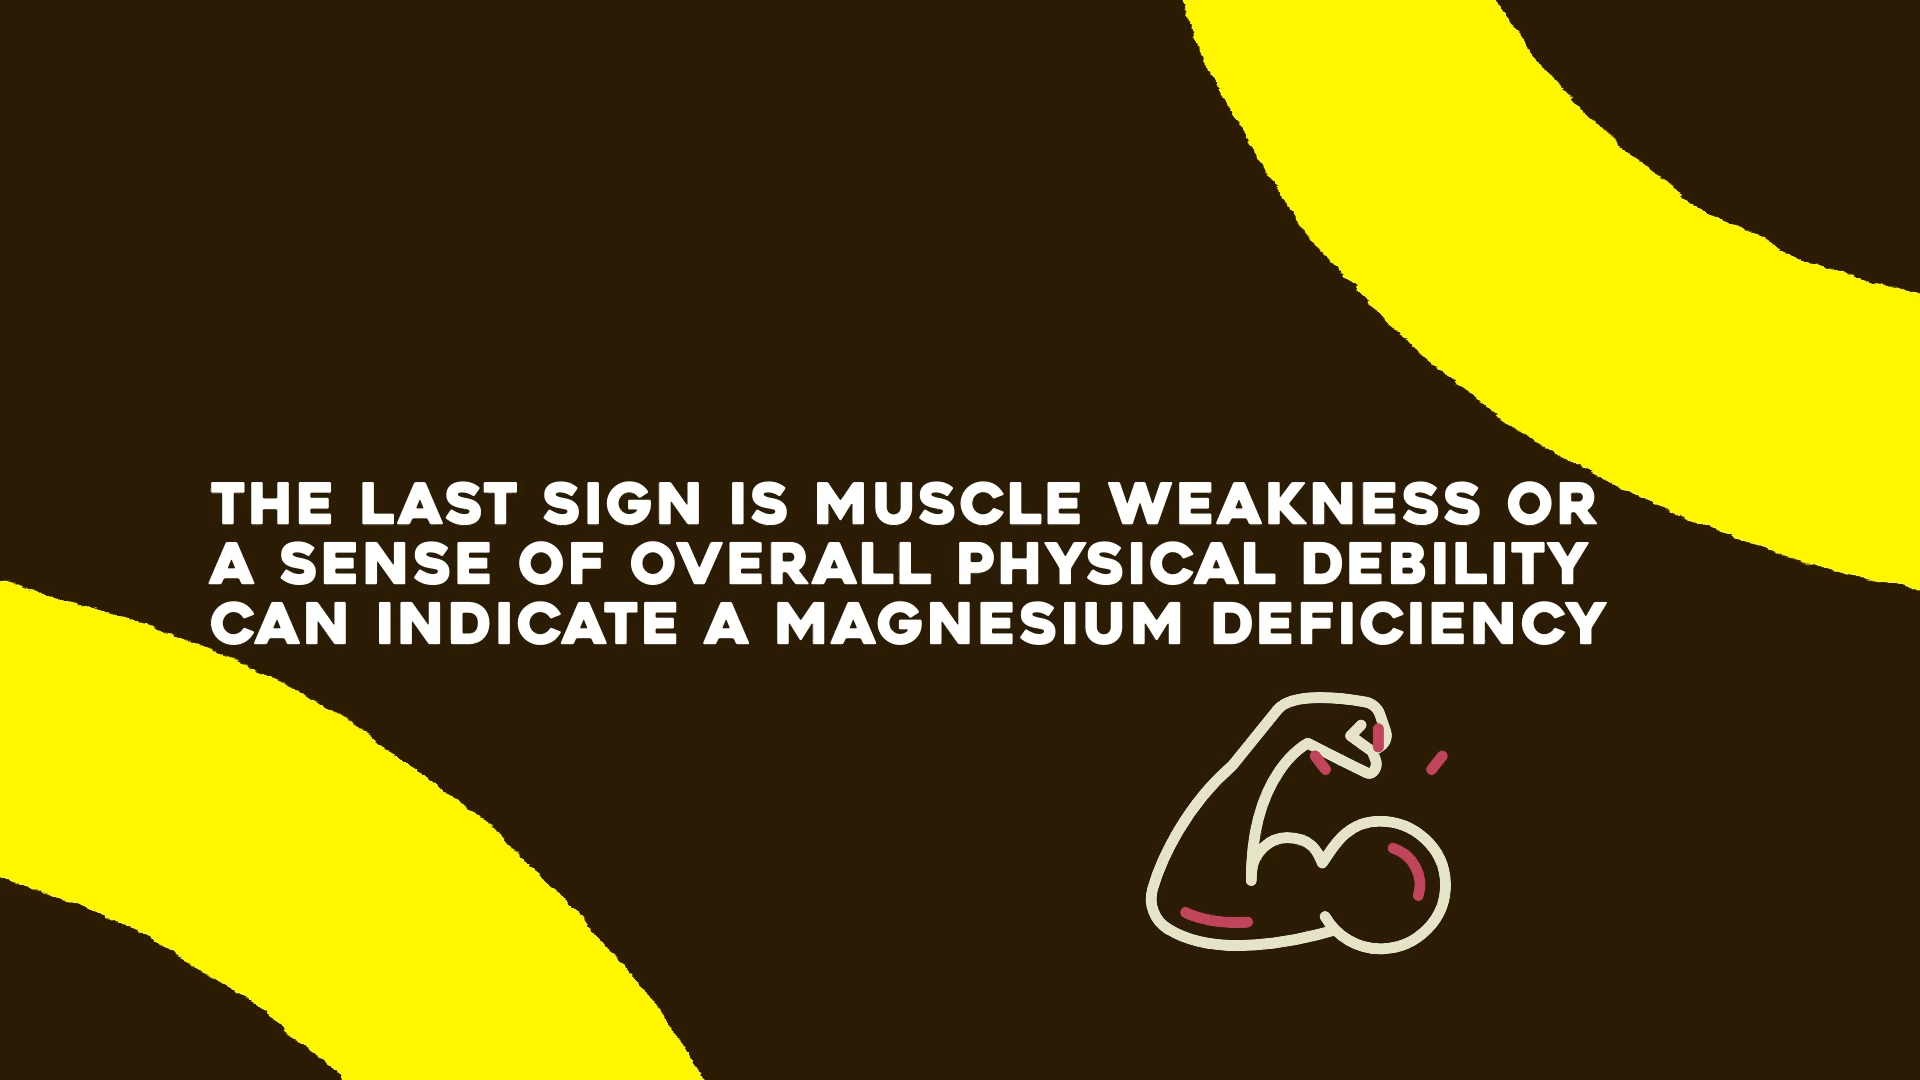 THE LAST SIGN IS MUSCLE WEAKNESS OR
A SENSE OF OVERALL PHYSICAL DEBILITY
CAN INDICATE A MAGNESIUM DEFICIENCY